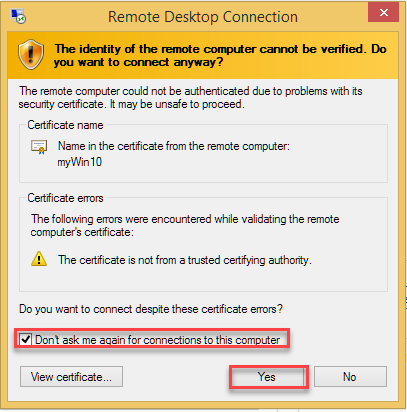 Remote Desktop Connection
The identity of the remote computer cannot be verified. Do
you want to connect anyway?
The remote computer could not be authenticated due to problems with its
security certificate. It may be unsafe to proceed.
Certificate name
Name in the certificate from the remote computer:
myWin10
Certificate errors
The following errors were encountered while validating the remote
computer's certificate:
The certificate is not from a trusted certifying authority.
Do you want to connect despite these certificate errors?
Don't ask me again for connections to this computer
View certificate...
Yes
No